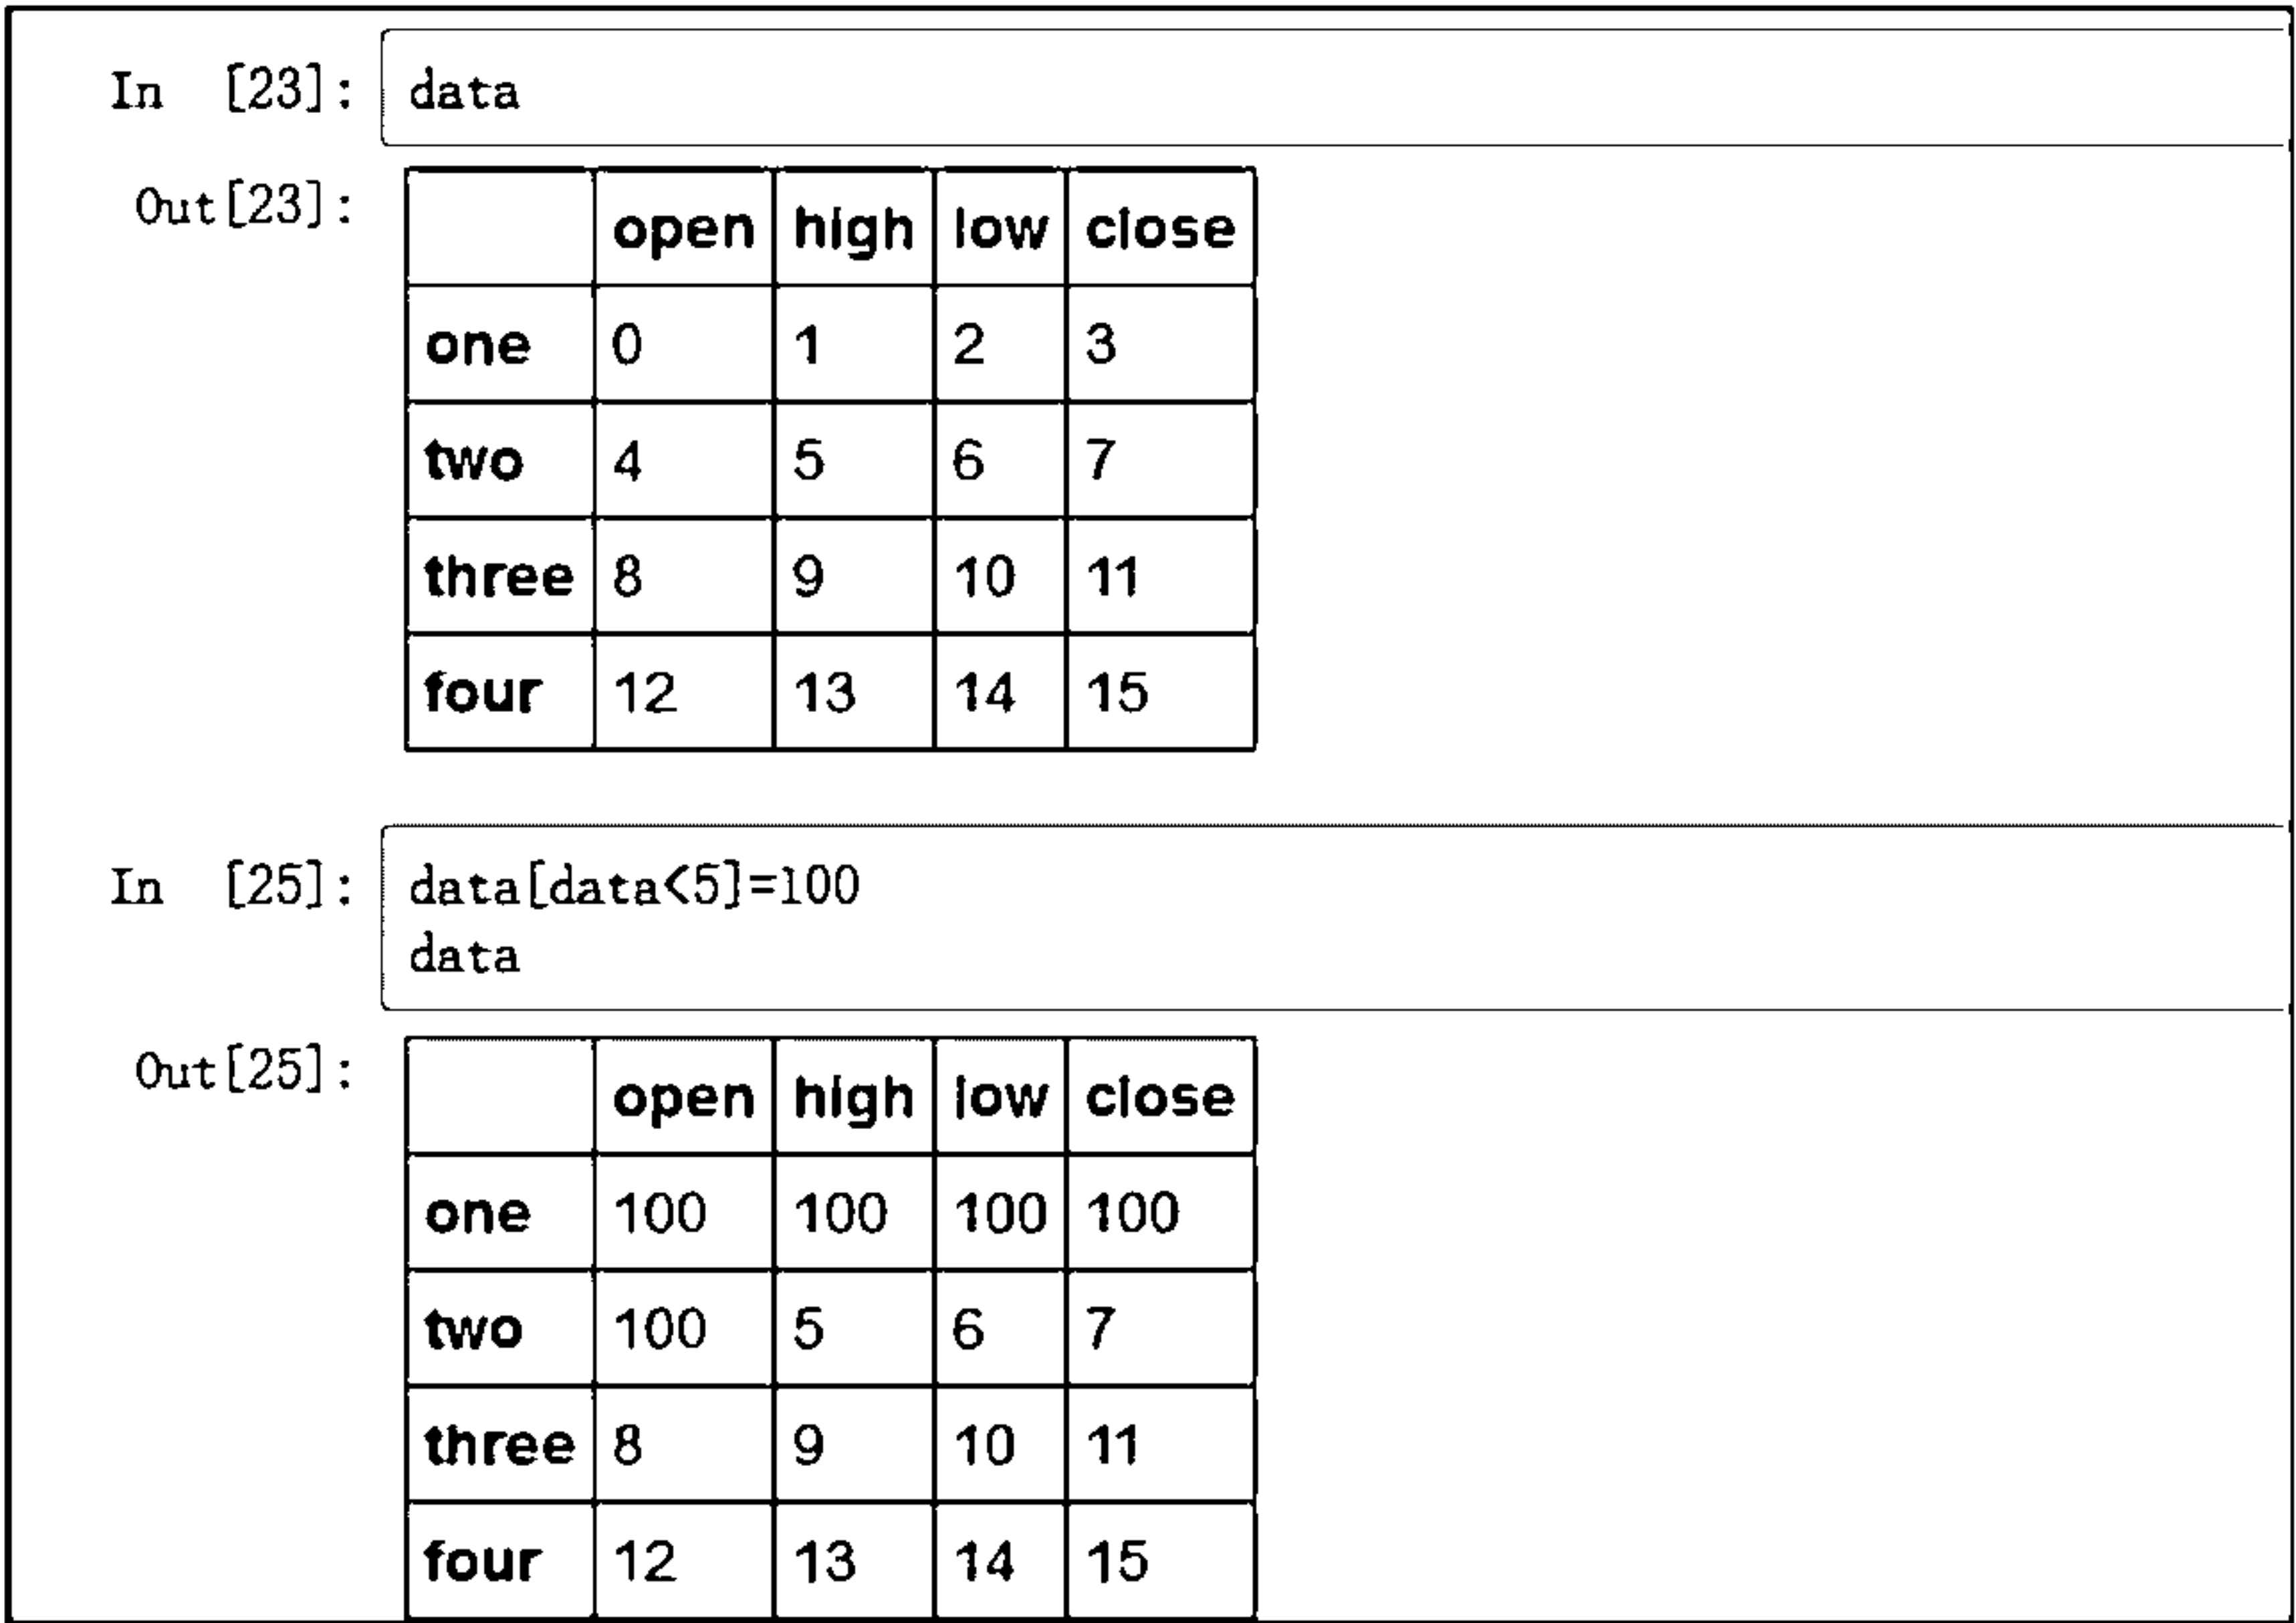 In [23]: data
Out[23]:
open high low close
one 0 1 2 3
two 4 5 6 7
three 8 9 10 11
four 12 13 14 15
In [25]: data[data<5]=100
data
Out[25]:
open high low close
one 100 100 100 100
two 100 5 6 7
three 8 9 10 11
four 12 13 14 15